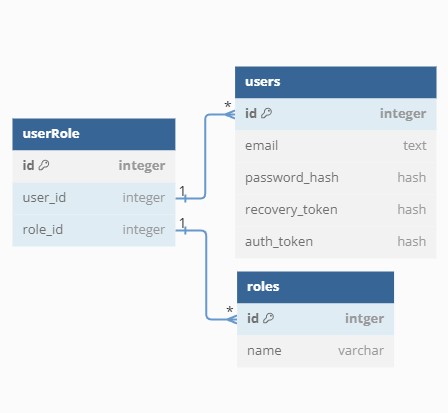 userRole
id integer
user_id integer
role_id integer
1
1
*
*
users
id integer
email text
password_hash hash
recovery_token hash
auth_token hash
roles
id intger
name varchar